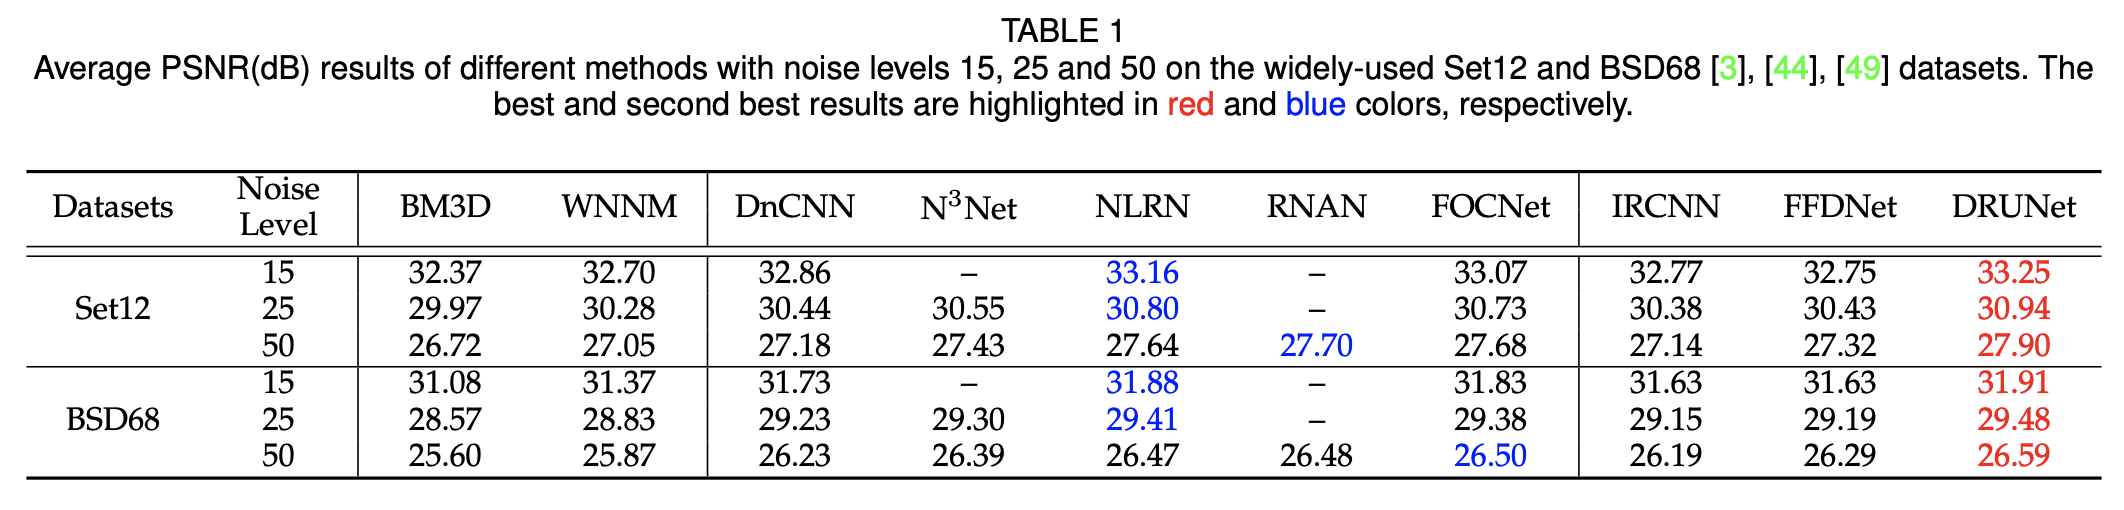 TABLE 1
Average PSNR(dB) results of different methods with noise levels 15, 25 and 50 on the widely-used Set12 and BSD68 [3], [44], [49] datasets. The
best and second best results are highlighted in red and blue colors, respectively.
Datasets Noise Level BM3D WNNM DnCNN N³Net NLRN RNAN FOCNet IRCNN FFDNet DRUNet
Set12 15 32.37 32.70 32.86 – 33.16 – 33.07 32.77 32.75 33.25
25 29.97 30.28 30.44 30.55 30.80 – 30.73 30.38 30.43 30.94
50 26.72 27.05 27.18 27.43 27.64 27.70 27.68 27.14 27.32 27.90
BSD68 15 31.08 31.37 31.73 – 31.88 – 31.83 31.63 31.63 31.91
25 28.57 28.83 29.23 29.30 29.41 – 29.38 29.15 29.19 29.48
50 25.60 25.87 26.23 26.39 26.47 26.48 26.50 26.19 26.29 26.59